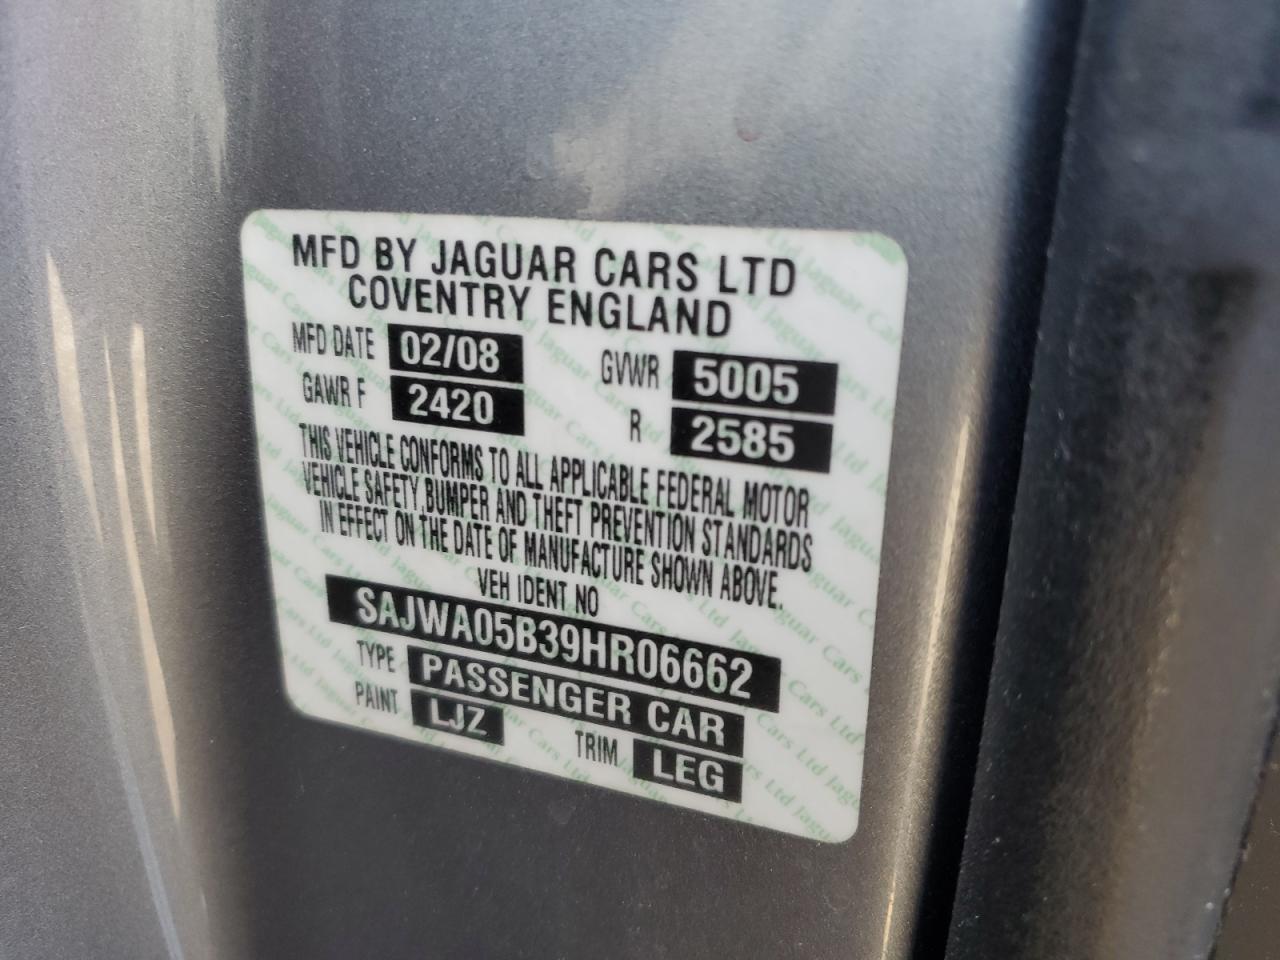 MFD BY JAGUAR CARS LTD
COVENTRY ENGLAND
MFD DATE 02/08 GVWR 5005
GAWR F 2420 R 2585
THIS VEHICLE CONFORMS TO ALL APPLICABLE FEDERAL MOTOR
VEHICLE SAFETY, BUMPER AND THEFT PREVENTION STANDARDS
IN EFFECT ON THE DATE OF MANUFACTURE SHOWN ABOVE.
VEH IDENT NO
SAJWA05B39HR06662
TYPE PASSENGER CAR
PAINT LJZ TRIM LEG